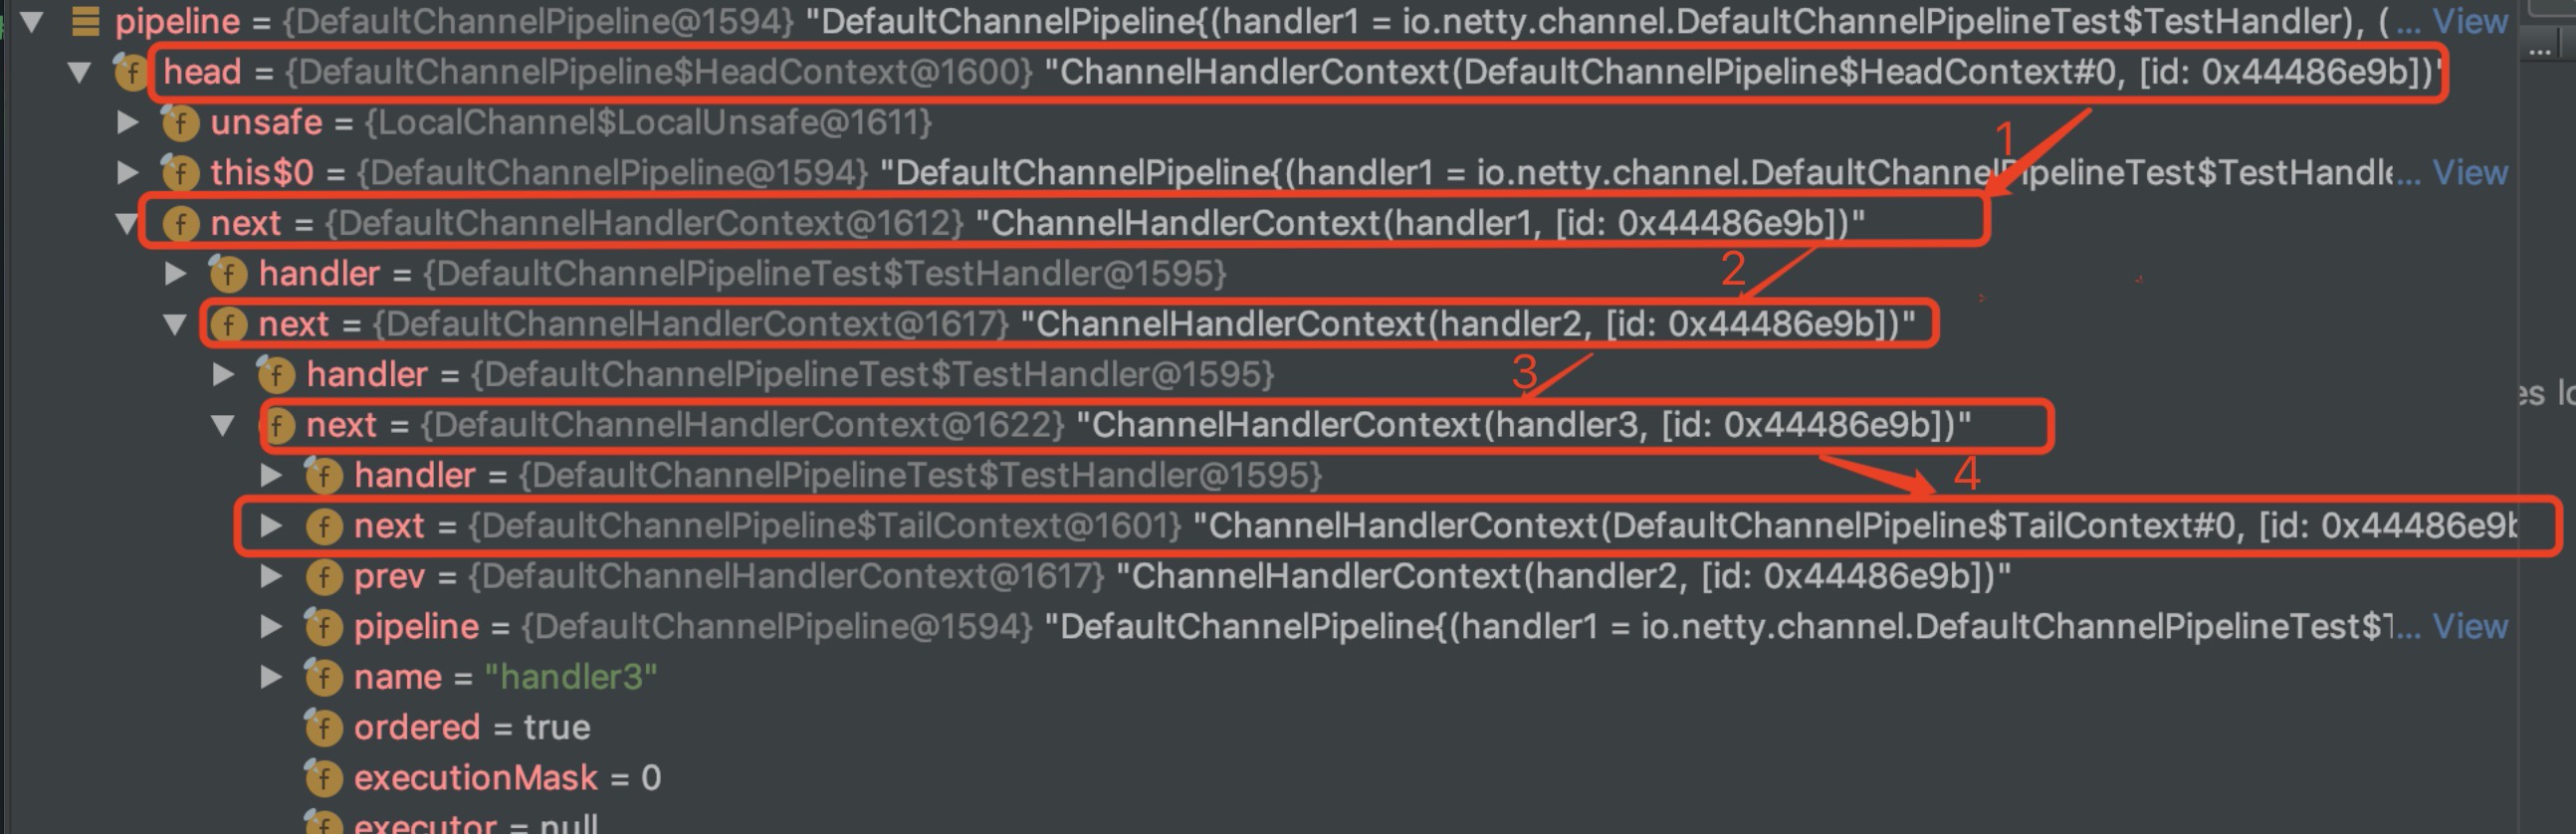 pipeline = {DefaultChannelPipeline@1594} "DefaultChannelPipeline{(handler1 = io.netty.channel.DefaultChannelPipelineTest$TestHandler), (... View
head = {DefaultChannelPipeline$HeadContext@1600} "ChannelHandlerContext(DefaultChannelPipeline$HeadContext#0, [id: 0x44486e9b])"
...
unsafe = {LocalChannel$LocalUnsafe@1611}
1
this$0 = {DefaultChannelPipeline@1594} "DefaultChannelPipeline{(handler1 = io.netty.channel.DefaultChannelPipelineTest$TestHandle... View
next = {DefaultChannelHandlerContext@1612} "ChannelHandlerContext(handler1, [id: 0x44486e9b])"
handler = {DefaultChannelPipelineTest$TestHandler@1595}
2
next = {DefaultChannelHandlerContext@1617} "ChannelHandlerContext(handler2, [id: 0x44486e9b])"
handler = {DefaultChannelPipelineTest$TestHandler@1595}
3
es lo
next = {DefaultChannelHandlerContext@1622} "ChannelHandlerContext(handler3, [id: 0x44486e9b])"
handler = {DefaultChannelPipelineTest$TestHandler@1595}
4
next = {DefaultChannelPipeline$TailContext@1601} "ChannelHandlerContext(DefaultChannelPipeline$TailContext#0, [id: 0x44486e9b
prev = {DefaultChannelHandlerContext@1617} "ChannelHandlerContext(handler2, [id: 0x44486e9b])"
pipeline = {DefaultChannelPipeline@1594} "DefaultChannelPipeline{(handler1 = io.netty.channel.DefaultChannelPipelineTest$T... View
name = "handler3"
ordered = true
executionMask = 0
executor = null